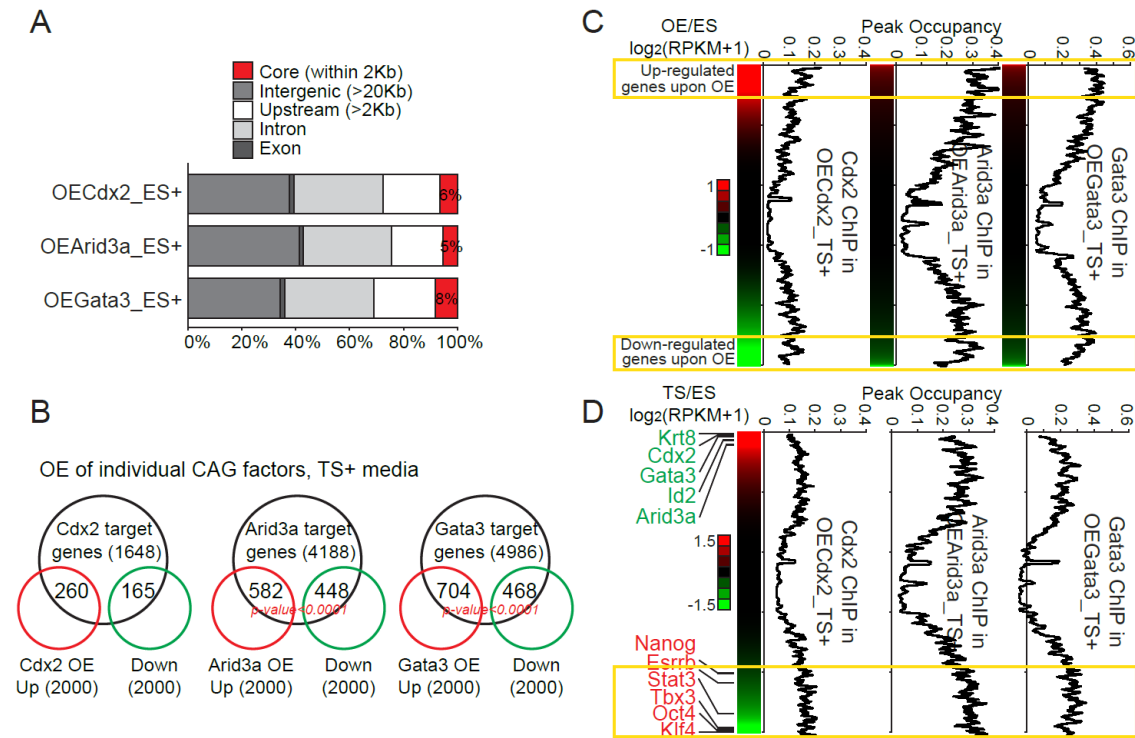 A
Core (within 2Kb)
Intergenic (>20Kb)
Upstream (>2Kb)
Intron
Exon
OECdx2_ES+
6%
OEArid3a_ES+
5%
OEGata3_ES+
8%
0% 20% 40% 60% 80% 100%
B
OE of individual CAG factors, TS+ media
Cdx2 target
genes (1648)
260 165
Cdx2 OE
Up (2000)
Down
(2000)
Arid3a target
genes (4188)
582 448
p-value<0.0001
Arid3a OE
Up (2000)
Down
(2000)
Gata3 target
genes (4986)
704 468
p-value<0.0001
Gata3 OE
Up (2000)
Down
(2000)
C
OE/ES
log2(RPKM+1)
Peak Occupancy
0 0.1 0.2 0.3 0.4
0 0.1 0.2 0.3 0.4
0 0.2 0.4 0.6
Up-regulated
genes upon OE
1
-1
Down-regulated
genes upon OE
Cdx2 ChIP in
OECdx2_TS+
Arid3a ChIP in
OEArid3a_TS+
Gata3 ChIP in
OEGata3_TS+
D
TS/ES
log2(RPKM+1)
Peak Occupancy
0 0.1 0.2 0.3 0.4
0 0.1 0.2 0.3 0.4
0 0.2 0.4 0.6
Krt8
Cdx2
Gata3
Id2
Arid3a
1.5
-1.5
Nanog
Esrrb
Stat3
Tbx3
Oct4
Klf4
Cdx2 ChIP in
OECdx2_TS+
Arid3a ChIP in
OEArid3a_TS+
Gata3 ChIP in
OEGata3_TS+